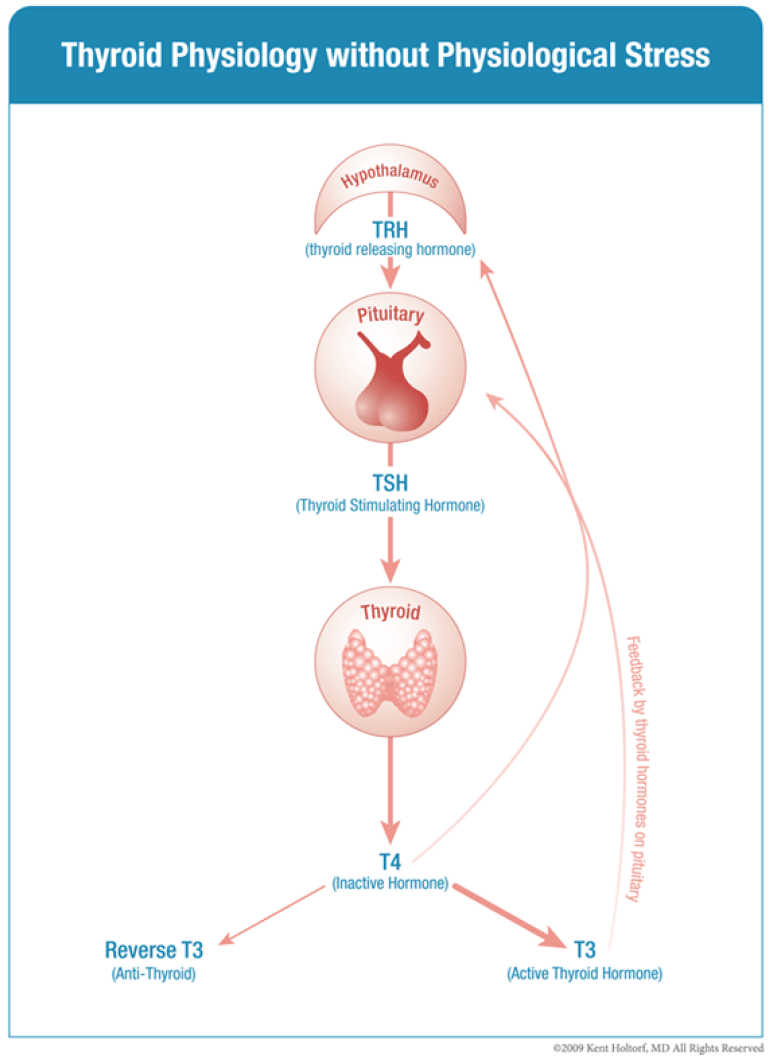 Thyroid Physiology without Physiological Stress
Hypothalamus
TRH
(thyroid releasing hormone)
Pituitary
TSH
(Thyroid Stimulating Hormone)
Thyroid
Feedback by thyroid hormones on pituitary
T4
(Inactive Hormone)
Reverse T3
(Anti-Thyroid)
T3
(Active Thyroid Hormone)
©2009 Kent Holtorf, MD All Rights Reserved